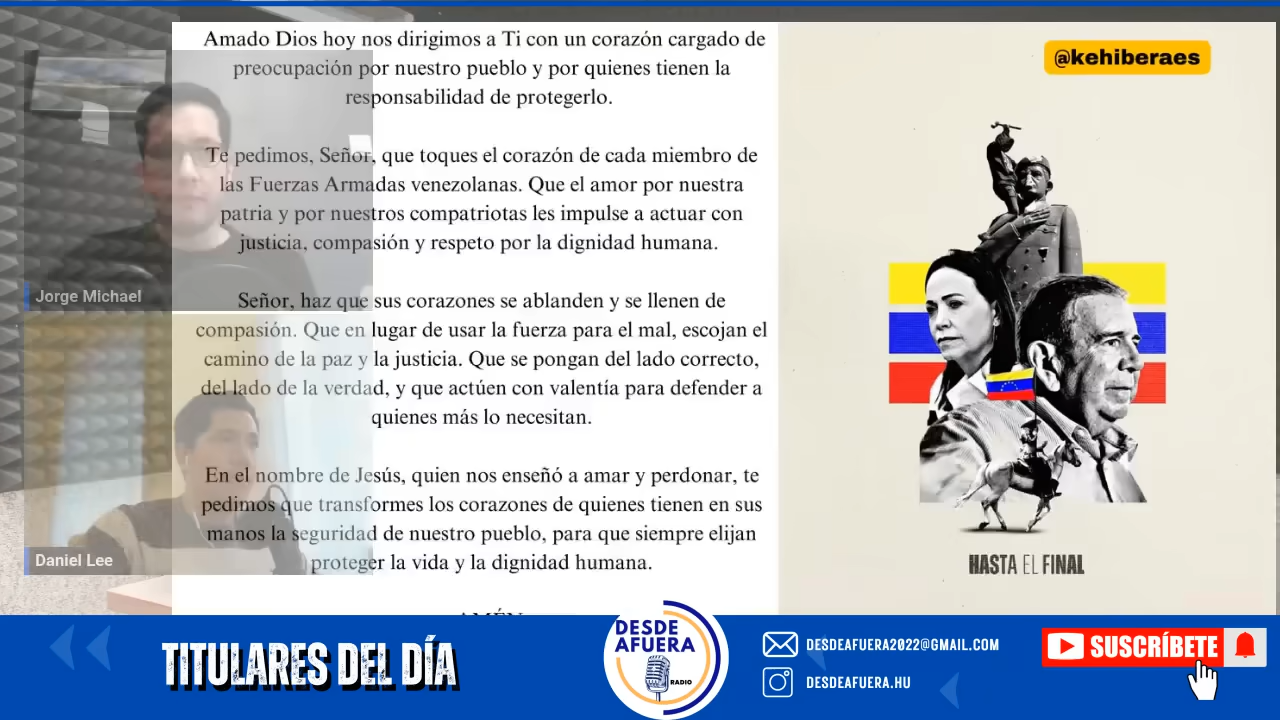 Amado Dios hoy nos dirigimos a Ti con un corazón cargado de
preocupación por nuestro pueblo y por quienes tienen la
responsabilidad de protegerlo.
Te pedimos, Señor, que toques el corazón de cada miembro de
las Fuerzas Armadas venezolanas. Que el amor por nuestra
patria y por nuestros compatriotas les impulse a actuar con
justicia, compasión y respeto por la dignidad humana.
Señor, haz que sus corazones se ablanden y se llenen de
compasión. Que en lugar de usar la fuerza para el mal, escojan el
camino de la paz y la justicia. Que se pongan del lado correcto,
del lado de la verdad, y que actúen con valentía para defender a
quienes más lo necesitan.
En el nombre de Jesús, quien nos enseñó a amar y perdonar, te
pedimos que transformes los corazones de quienes tienen en sus
manos la seguridad de nuestro pueblo, para que siempre elijan
proteger la vida y la dignidad humana.
AMÉN
@kehiberaes
HASTA EL FINAL
Jorge Michael
Daniel Lee
TITULARES DEL DÍA
DESDE
AFUERA
RADIO
DESDEAFUERA2022@GMAIL.COM
DESDEAFUERA.HU
SUSCRÍBETE